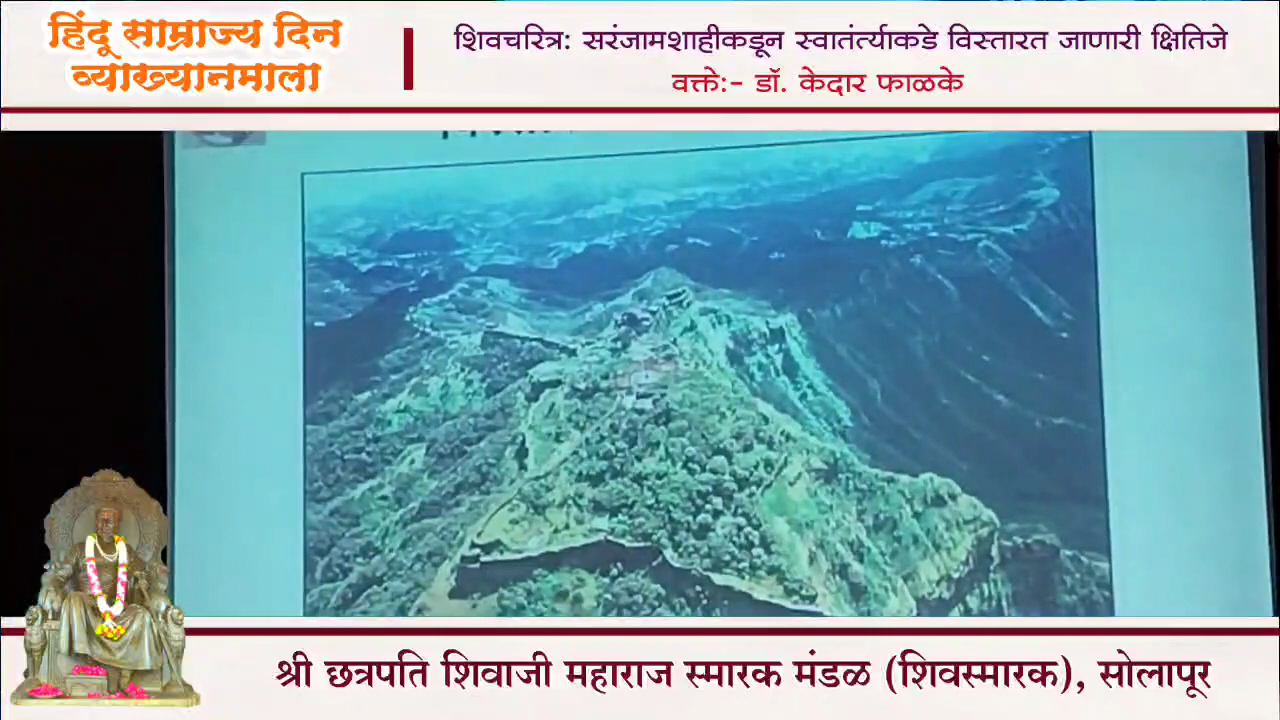 हिंदू साम्राज्य दिन
व्याख्यानमाला
शिवचरित्र: सरंजामशाहीकडून स्वातंत्र्याकडे विस्तारत जाणारी क्षितिजे
वक्ते:- डॉ. केदार फाळके
श्री छत्रपति शिवाजी महाराज स्मारक मंडळ (शिवस्मारक), सोलापूर